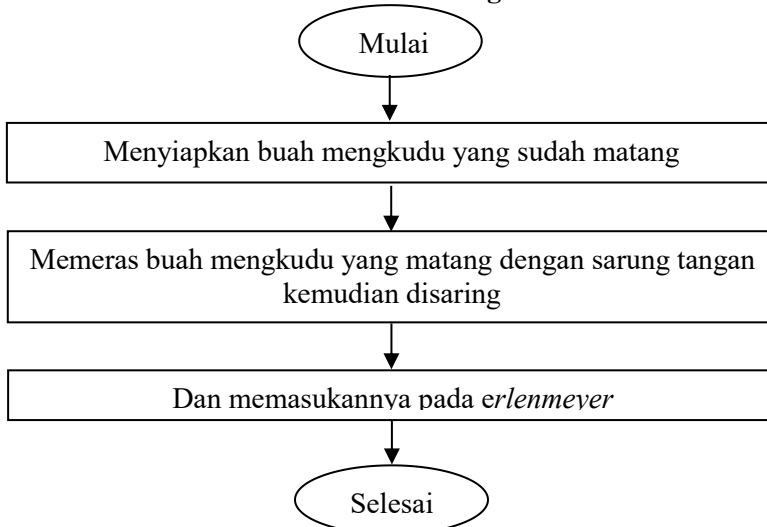 Mulai
Menyiapkan buah mengkudu yang sudah matang
Memeras buah mengkudu yang matang dengan sarung tangan
kemudian disaring
Dan memasukannya pada erlenmeyer
Selesai